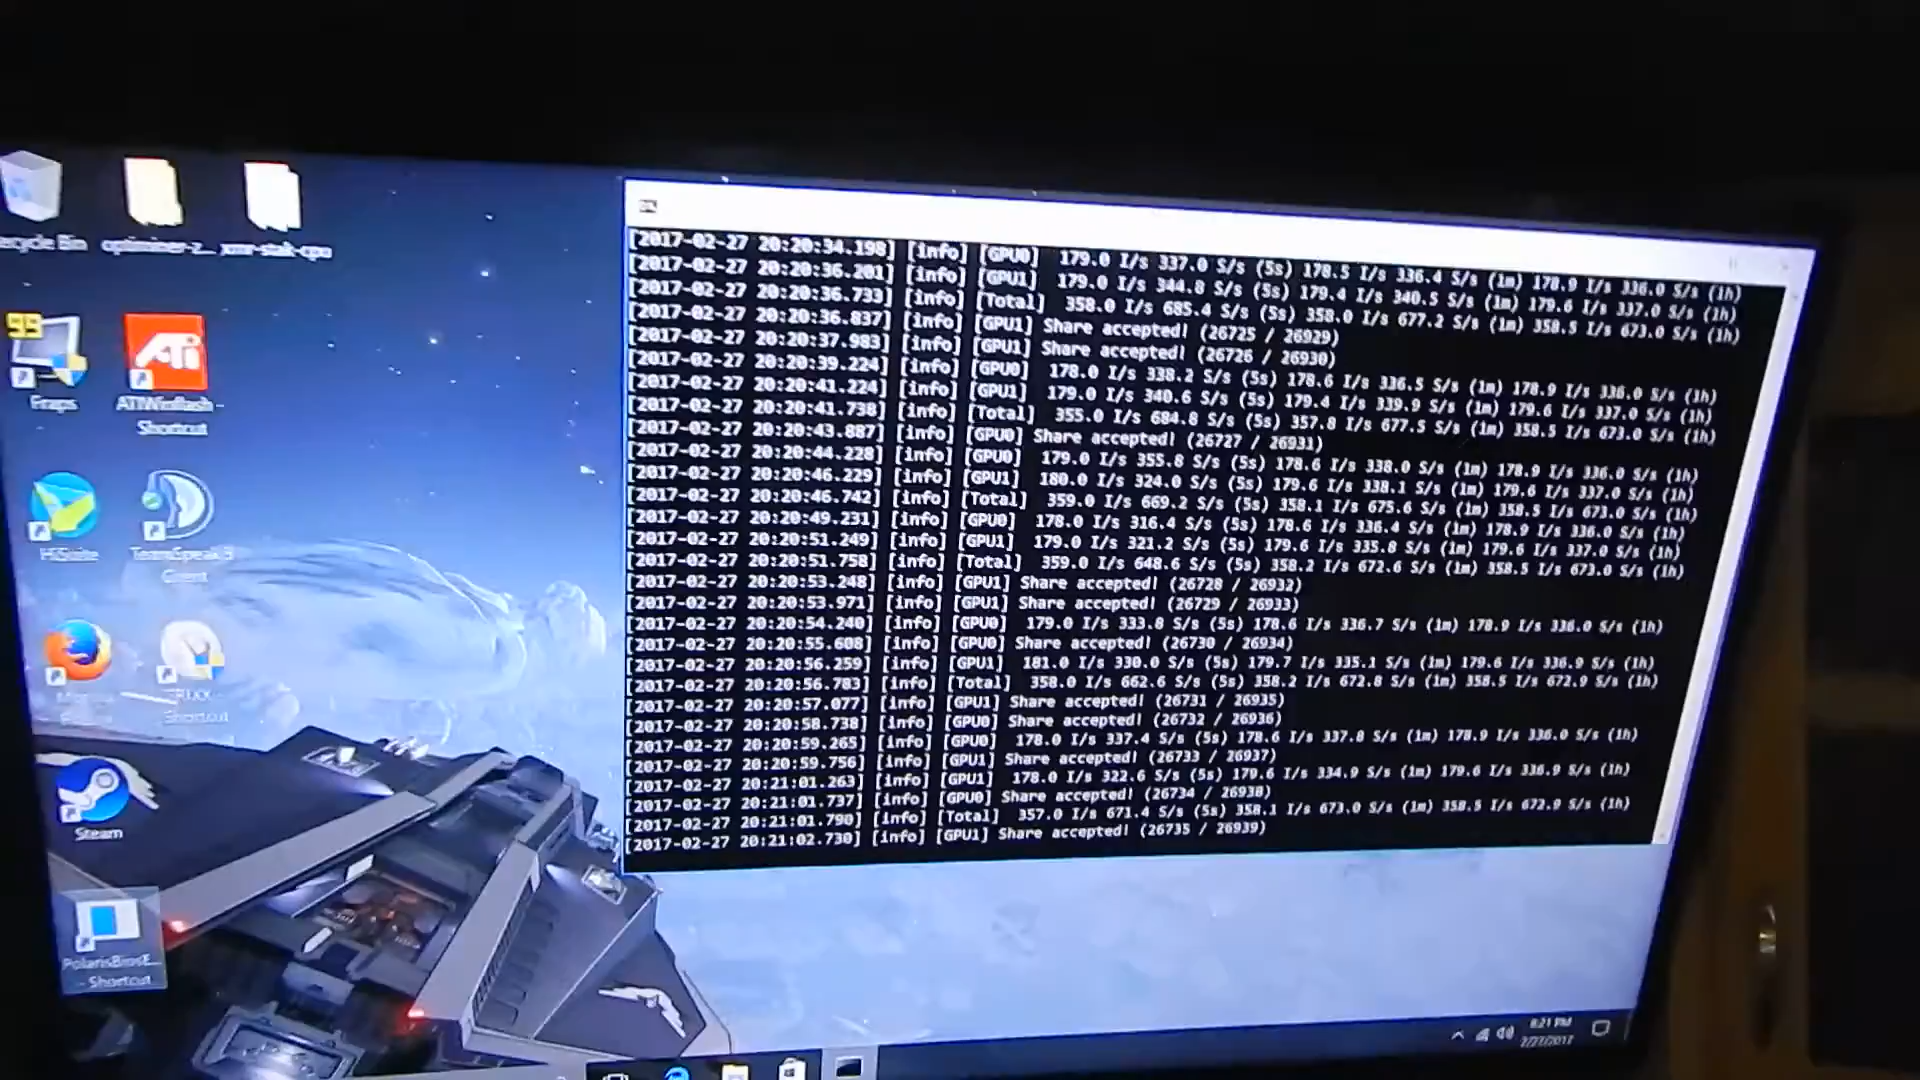 [2017-02-27 20:20:34.198] [info] [GPU0] 179.0 I/s 337.0 S/s (5s) 178.5 I/s 336.4 S/s (1m) 178.9 I/s 336.0 S/s (1h)
[2017-02-27 20:20:36.201] [info] [GPU1] 179.0 I/s 344.8 S/s (5s) 179.4 I/s 340.5 S/s (1m) 179.6 I/s 337.0 S/s (1h)
[2017-02-27 20:20:36.733] [info] [Total] 358.0 I/s 685.4 S/s (5s) 358.0 I/s 677.2 S/s (1m) 358.5 I/s 673.0 S/s (1h)
[2017-02-27 20:20:36.837] [info] [GPU1] Share accepted! (26725 / 26929)
[2017-02-27 20:20:37.983] [info] [GPU1] Share accepted! (26726 / 26930)
[2017-02-27 20:20:39.224] [info] [GPU0] 178.0 I/s 338.2 S/s (5s) 178.6 I/s 336.5 S/s (1m) 178.9 I/s 336.0 S/s (1h)
[2017-02-27 20:20:41.224] [info] [GPU1] 179.0 I/s 340.6 S/s (5s) 179.4 I/s 339.9 S/s (1m) 179.6 I/s 337.0 S/s (1h)
[2017-02-27 20:20:41.738] [info] [Total] 355.0 I/s 684.8 S/s (5s) 357.8 I/s 677.5 S/s (1m) 358.5 I/s 673.0 S/s (1h)
[2017-02-27 20:20:43.887] [info] [GPU0] Share accepted! (26727 / 26931)
[2017-02-27 20:20:44.228] [info] [GPU0] 179.0 I/s 355.8 S/s (5s) 178.6 I/s 338.0 S/s (1m) 178.9 I/s 336.0 S/s (1h)
[2017-02-27 20:20:46.229] [info] [GPU1] 180.0 I/s 324.0 S/s (5s) 179.6 I/s 338.1 S/s (1m) 179.6 I/s 337.0 S/s (1h)
[2017-02-27 20:20:46.742] [info] [Total] 359.0 I/s 669.2 S/s (5s) 358.1 I/s 675.6 S/s (1m) 358.5 I/s 673.0 S/s (1h)
[2017-02-27 20:20:49.231] [info] [GPU0] 178.0 I/s 316.4 S/s (5s) 178.6 I/s 336.4 S/s (1m) 178.9 I/s 336.0 S/s (1h)
[2017-02-27 20:20:51.249] [info] [GPU1] 179.0 I/s 321.2 S/s (5s) 179.6 I/s 335.8 S/s (1m) 179.6 I/s 337.0 S/s (1h)
[2017-02-27 20:20:51.758] [info] [Total] 359.0 I/s 648.6 S/s (5s) 358.2 I/s 672.6 S/s (1m) 358.5 I/s 673.0 S/s (1h)
[2017-02-27 20:20:53.248] [info] [GPU1] Share accepted! (26728 / 26932)
[2017-02-27 20:20:53.971] [info] [GPU1] Share accepted! (26729 / 26933)
[2017-02-27 20:20:54.240] [info] [GPU0] 179.0 I/s 333.8 S/s (5s) 178.6 I/s 336.7 S/s (1m) 178.9 I/s 336.0 S/s (1h)
[2017-02-27 20:20:55.608] [info] [GPU0] Share accepted! (26730 / 26934)
[2017-02-27 20:20:56.259] [info] [GPU1] 181.0 I/s 330.0 S/s (5s) 179.7 I/s 335.1 S/s (1m) 179.6 I/s 336.9 S/s (1h)
[2017-02-27 20:20:56.783] [info] [Total] 358.0 I/s 662.6 S/s (5s) 358.2 I/s 672.8 S/s (1m) 358.5 I/s 672.9 S/s (1h)
[2017-02-27 20:20:57.077] [info] [GPU1] Share accepted! (26731 / 26935)
[2017-02-27 20:20:58.738] [info] [GPU0] Share accepted! (26732 / 26936)
[2017-02-27 20:20:59.265] [info] [GPU0] 178.0 I/s 337.4 S/s (5s) 178.6 I/s 337.8 S/s (1m) 178.9 I/s 336.0 S/s (1h)
[2017-02-27 20:20:59.756] [info] [GPU1] Share accepted! (26733 / 26937)
[2017-02-27 20:21:01.263] [info] [GPU1] 178.0 I/s 322.6 S/s (5s) 179.6 I/s 334.9 S/s (1m) 179.6 I/s 336.9 S/s (1h)
[2017-02-27 20:21:01.737] [info] [GPU0] Share accepted! (26734 / 26938)
[2017-02-27 20:21:01.790] [info] [Total] 357.0 I/s 671.4 S/s (5s) 358.1 I/s 673.0 S/s (1m) 358.5 I/s 672.9 S/s (1h)
[2017-02-27 20:21:02.730] [info] [GPU1] Share accepted! (26735 / 26939)
ecycle Bin
optiminer-z...
xmr-stak-cpu
99
Fraps
ATI
ATIWinflash -
Shortcut
HiSuite
TeamSpeak 3
Client
TRIXX
Shortcut
Steam
PolarisBiosE...
- Shortcut
8:21 PM
2/27/2017